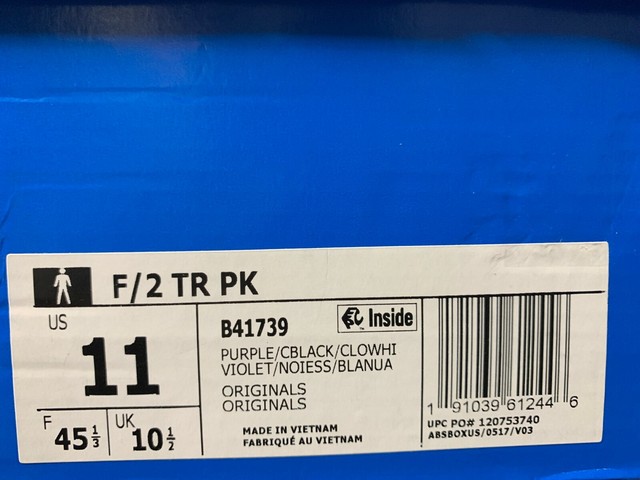 F/2 TR PK
US
11
F
45 1/3
UK
10 1/2
B41739
Inside
PURPLE/CBLACK/CLOWHI
VIOLET/NOIESS/BLANUA
ORIGINALS
ORIGINALS
MADE IN VIETNAM
FABRIQUÉ AU VIETNAM
1 91039 61244 6
UPC PO# 120753740
ABSBOXUS/0517/V03